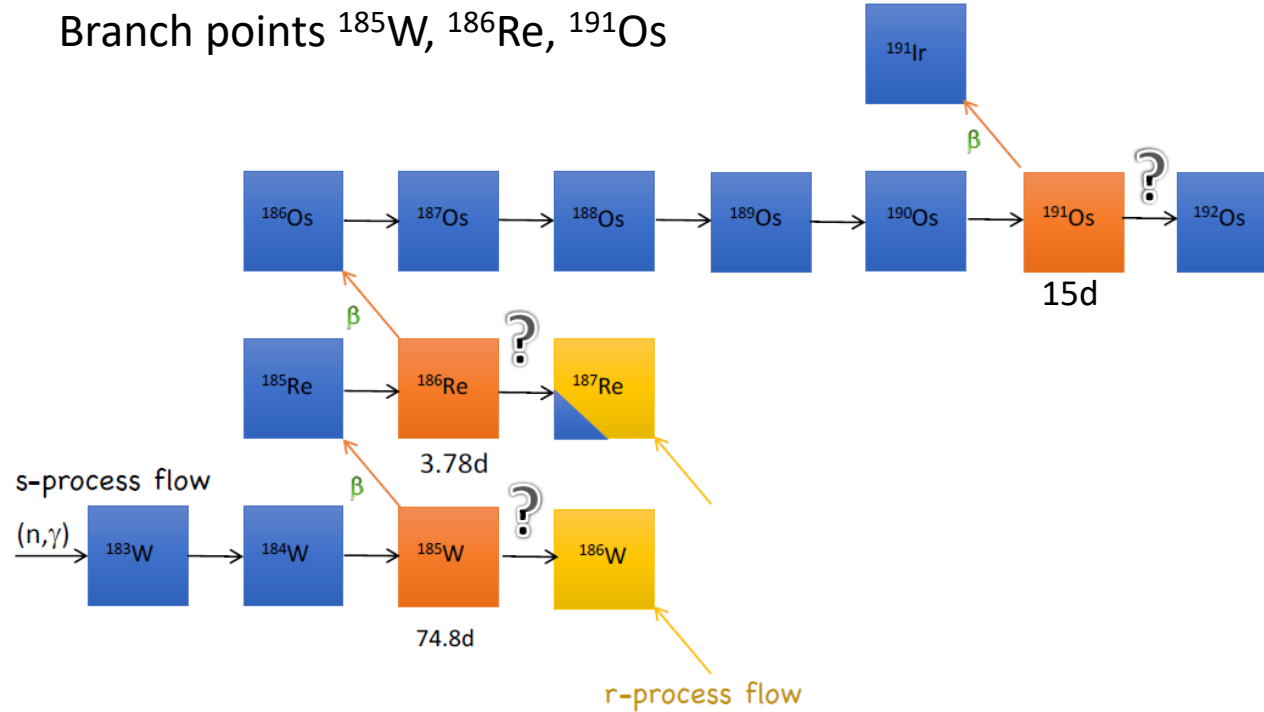 Branch points ¹⁸⁵W, ¹⁸⁶Re, ¹⁹¹Os
¹⁹¹Ir
β
?
¹⁸⁶Os
¹⁸⁷Os
¹⁸⁸Os
¹⁸⁹Os
¹⁹⁰Os
¹⁹¹Os
¹⁹²Os
15d
β
?
¹⁸⁵Re
¹⁸⁶Re
¹⁸⁷Re
3.78d
s-process flow
β
?
(n,γ)
¹⁸³W
¹⁸⁴W
¹⁸⁵W
¹⁸⁶W
74.8d
r-process flow